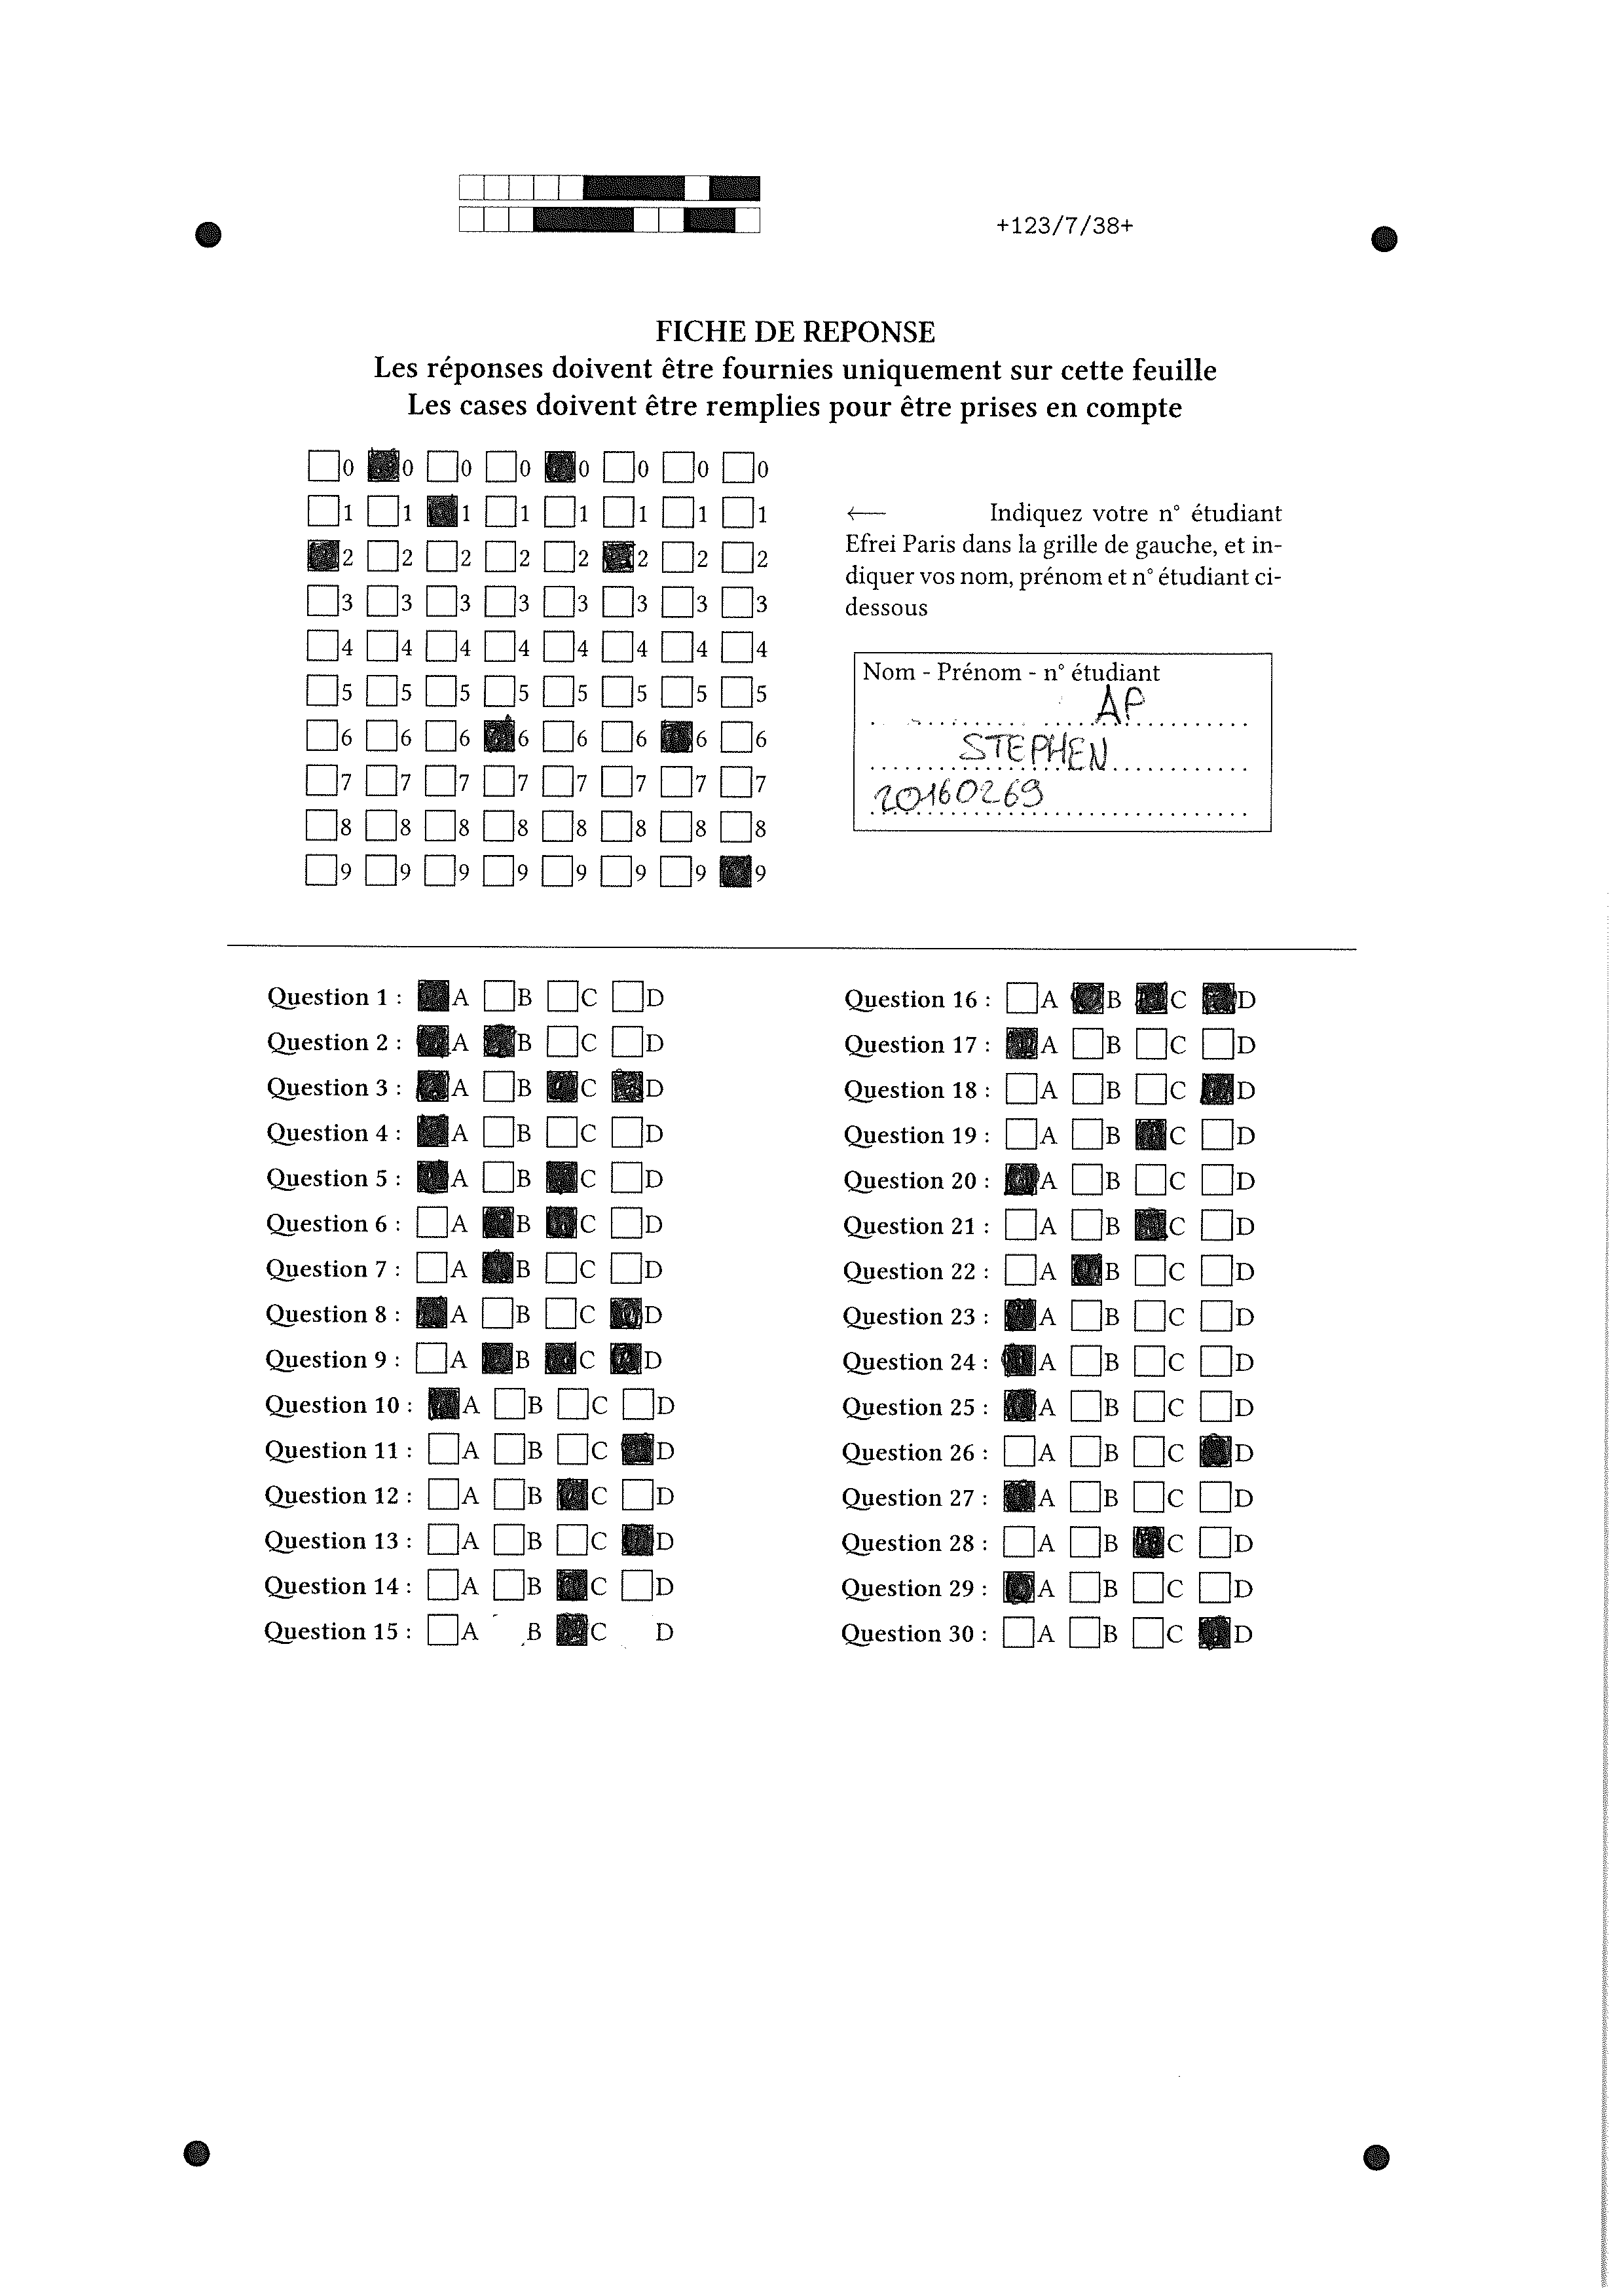 +123/7/38+
FICHE DE REPONSE
Les réponses doivent être fournies uniquement sur cette feuille
Les cases doivent être remplies pour être prises en compte
0 0 0 0 0 0 0 0
1 1 1 1 1 1 1 1
2 2 2 2 2 2 2 2
3 3 3 3 3 3 3 3
4 4 4 4 4 4 4 4
5 5 5 5 5 5 5 5
6 6 6 6 6 6 6 6
7 7 7 7 7 7 7 7
8 8 8 8 8 8 8 8
9 9 9 9 9 9 9 9
← Indiquez votre n° étudiant
Efrei Paris dans la grille de gauche, et in-
diquer vos nom, prénom et n° étudiant ci-
dessous
Nom - Prénom - n° étudiant
AP
STEPHEN
20160269
Question 1 : A B C D
Question 2 : A B C D
Question 3 : A B C D
Question 4 : A B C D
Question 5 : A B C D
Question 6 : A B C D
Question 7 : A B C D
Question 8 : A B C D
Question 9 : A B C D
Question 10 : A B C D
Question 11 : A B C D
Question 12 : A B C D
Question 13 : A B C D
Question 14 : A B C D
Question 15 : A B C D
Question 16 : A B C D
Question 17 : A B C D
Question 18 : A B C D
Question 19 : A B C D
Question 20 : A B C D
Question 21 : A B C D
Question 22 : A B C D
Question 23 : A B C D
Question 24 : A B C D
Question 25 : A B C D
Question 26 : A B C D
Question 27 : A B C D
Question 28 : A B C D
Question 29 : A B C D
Question 30 : A B C D